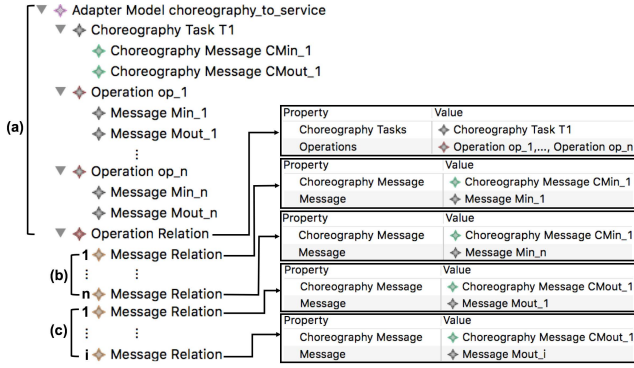 Adapter Model choreography_to_service
Choreography Task T1
Choreography Message CMin_1
Choreography Message CMout_1
(a)
Operation op_1
Message Min_1
Message Mout_1
⋮
Operation op_n
Message Min_n
Message Mout_n
Operation Relation
(b)
1 Message Relation
⋮ ⋮
n Message Relation
(c)
1 Message Relation
⋮ ⋮
i Message Relation
Property Value
Choreography Tasks Choreography Task T1
Operations Operation op_1,..., Operation op_n
Property Value
Choreography Message Choreography Message CMin_1
Message Message Min_1
Property Value
Choreography Message Choreography Message CMin_1
Message Message Min_n
Property Value
Choreography Message Choreography Message CMout_1
Message Message Mout_1
Property Value
Choreography Message Choreography Message CMout_1
Message Message Mout_i